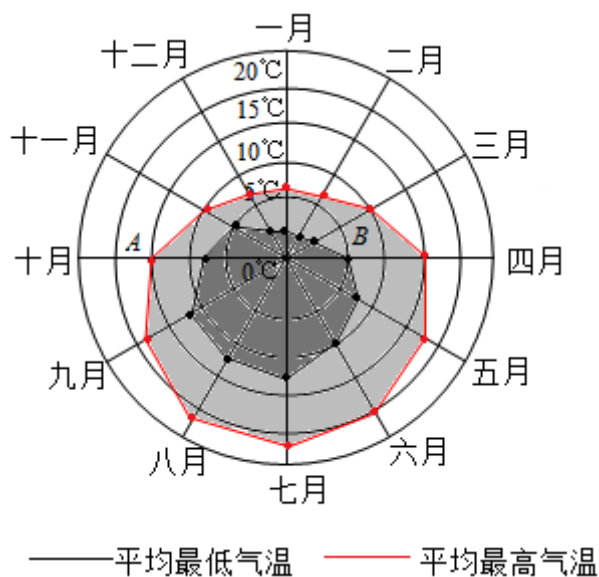 一月
十二月
二月
20℃
15℃
十一月
三月
10℃
5℃
A
B
十月
四月
0℃
九月
五月
八月
六月
七月
平均最低气温
平均最高气温